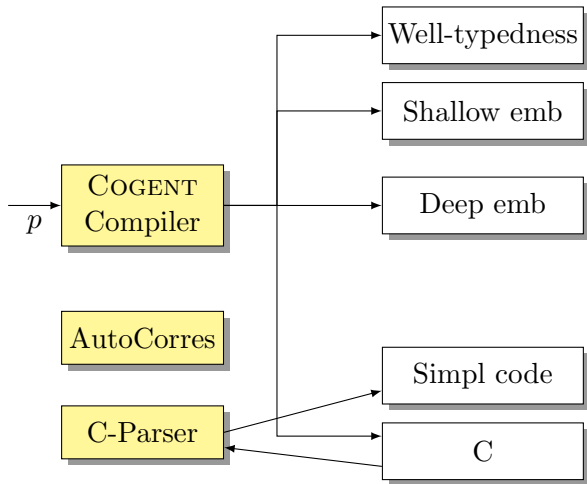 Well-typedness
Shallow emb
COGENT
Compiler
p
Deep emb
AutoCorres
Simpl code
C-Parser
C